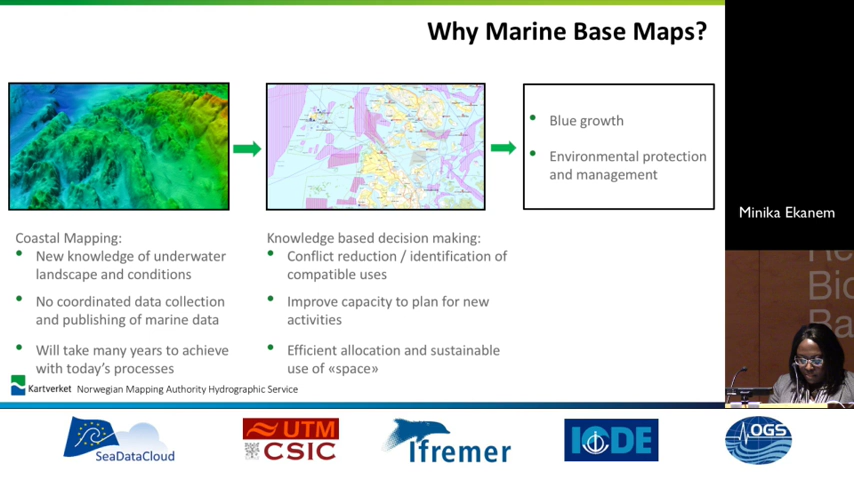 Why Marine Base Maps?
Blue growth
Environmental protection
and management
Coastal Mapping:
New knowledge of underwater
landscape and conditions
No coordinated data collection
and publishing of marine data
Will take many years to achieve
with today's processes
Knowledge based decision making:
Conflict reduction / identification of
compatible uses
Improve capacity to plan for new
activities
Efficient allocation and sustainable
use of «space»
Kartverket Norwegian Mapping Authority Hydrographic Service
Minika Ekanem
SeaDataCloud
UTM
CSIC
Ifremer
IODE
OGS